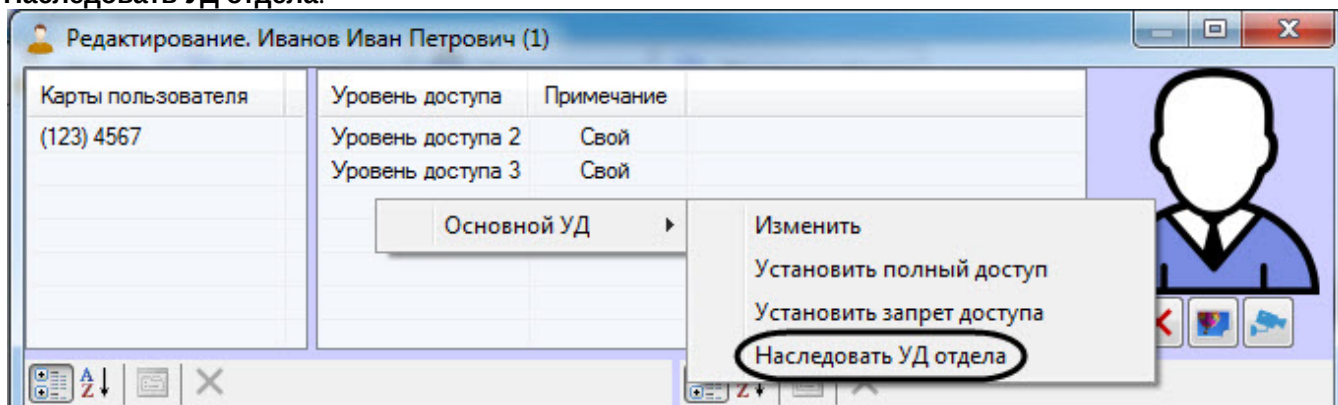 Наследовать УД отдела.
Редактирование. Иванов Иван Петрович (1)
Карты пользователя
Уровень доступа Примечание
(123) 4567
Уровень доступа 2 Свой
Уровень доступа 3 Свой
Основной УД
Изменить
Установить полный доступ
Установить запрет доступа
Наследовать УД отдела